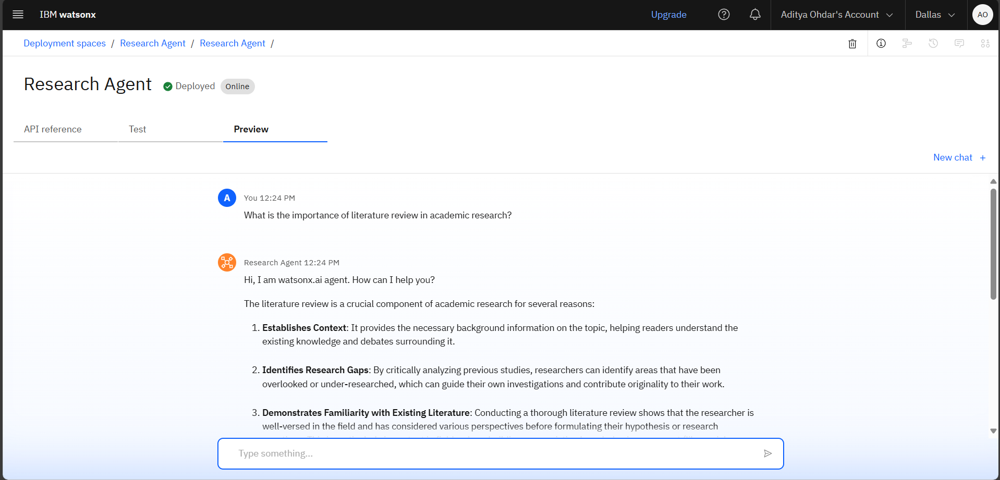 IBM watsonx
Upgrade
Aditya Ohdar's Account
Dallas
AO
Deployment spaces / Research Agent / Research Agent /
Research Agent
Deployed
Online
API reference
Test
Preview
New chat +
A
You 12:24 PM
What is the importance of literature review in academic research?
Research Agent 12:24 PM
Hi, I am watsonx.ai agent. How can I help you?
The literature review is a crucial component of academic research for several reasons:
1. Establishes Context: It provides the necessary background information on the topic, helping readers understand the
existing knowledge and debates surrounding it.
2. Identifies Research Gaps: By critically analyzing previous studies, researchers can identify areas that have been
overlooked or under-researched, which can guide their own investigations and contribute originality to their work.
3. Demonstrates Familiarity with Existing Literature: Conducting a thorough literature review shows that the researcher is
well-versed in the field and has considered various perspectives before formulating their hypothesis or research
Type something...